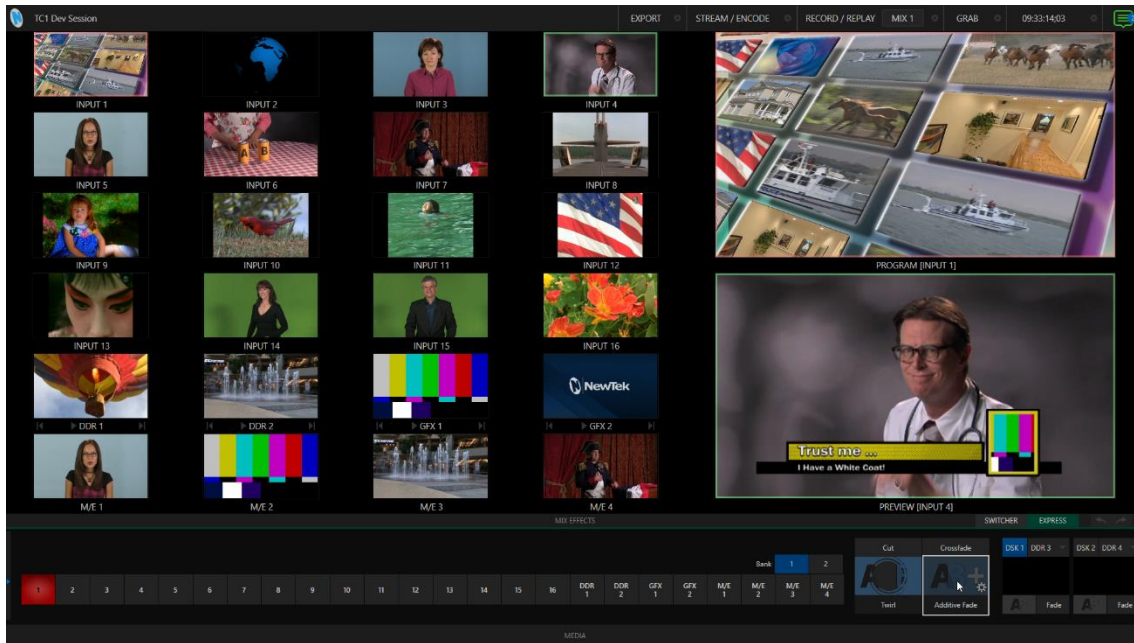 TC1 Dev Session
EXPORT
STREAM / ENCODE
RECORD / REPLAY
MIX 1
GRAB
09:33:14;03
INPUT 1
INPUT 2
INPUT 3
INPUT 4
INPUT 5
A B
INPUT 6
INPUT 7
INPUT 8
PROGRAM [INPUT 1]
INPUT 9
INPUT 10
INPUT 11
INPUT 12
INPUT 13
INPUT 14
INPUT 15
INPUT 16
NewTek
DDR 1
DDR 2
GFX 1
GFX 2
Trust me ...
I Have a White Coat!
M/E 1
M/E 2
M/E 3
M/E 4
PREVIEW [INPUT 4]
MIX EFFECTS
SWITCHER
EXPRESS
Cut
Crossfade
DSK 1
DDR 3
DSK 2
DDR 4
Bank
1
2
1
2
3
4
5
6
7
8
9
10
11
12
13
14
15
16
DDR 1
DDR 2
GFX 1
GFX 2
M/E 1
M/E 2
M/E 3
M/E 4
Twirl
Additive Fade
Fade
Fade
MEDIA